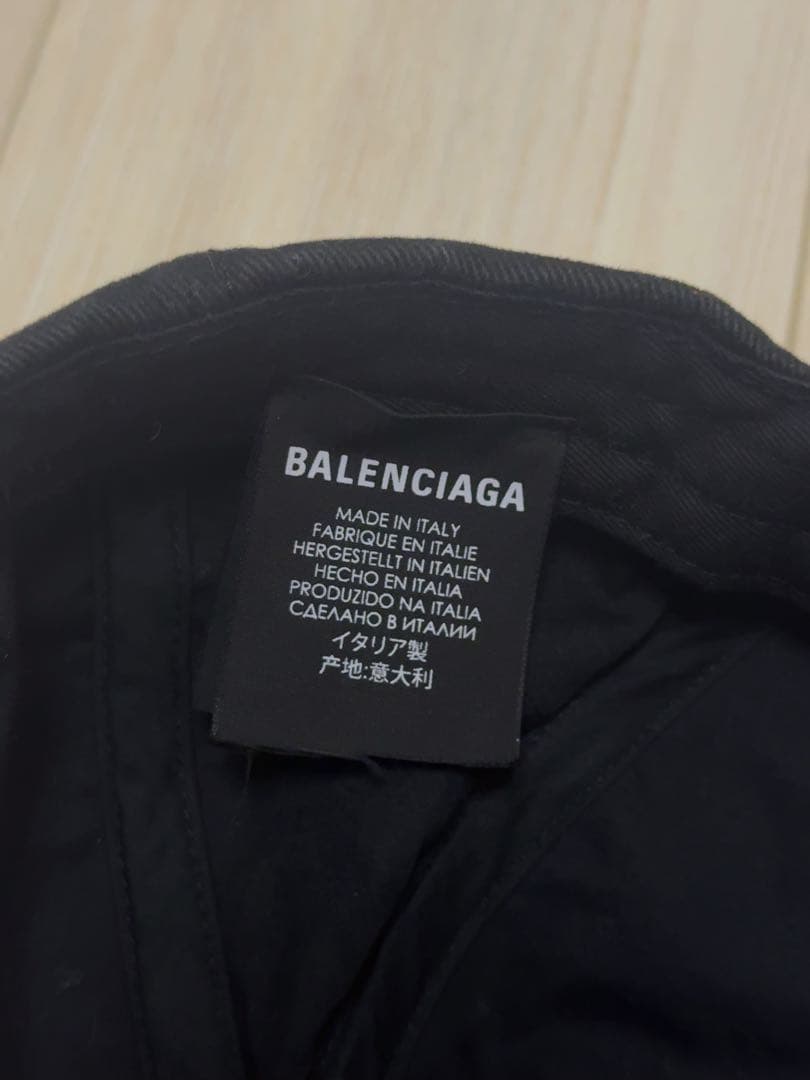 BALENCIAGA
MADE IN ITALY
FABRIQUE EN ITALIE
HERGESTELLT IN ITALIEN
HECHO EN ITALIA
PRODUZIDO NA ITALIA
СДЕЛАНО В ИТАЛИИ
イタリア製
产地:意大利